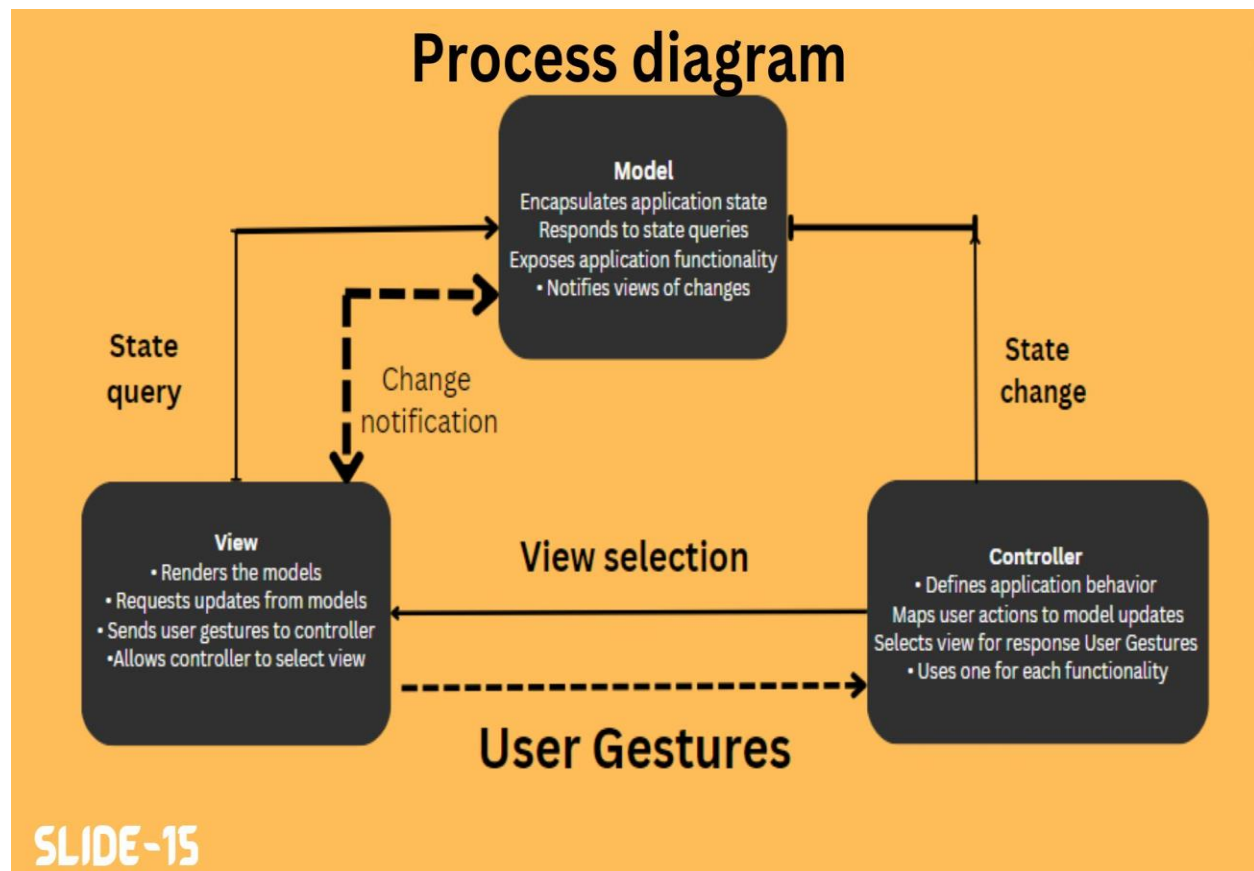 Process diagram
Model
Encapsulates application state
Responds to state queries
Exposes application functionality
• Notifies views of changes
State
query
Change
notification
State
change
View
• Renders the models
• Requests updates from models
• Sends user gestures to controller
•Allows controller to select view
View selection
Controller
• Defines application behavior
Maps user actions to model updates
Selects view for response User Gestures
• Uses one for each functionality
User Gestures
SLIDE-15